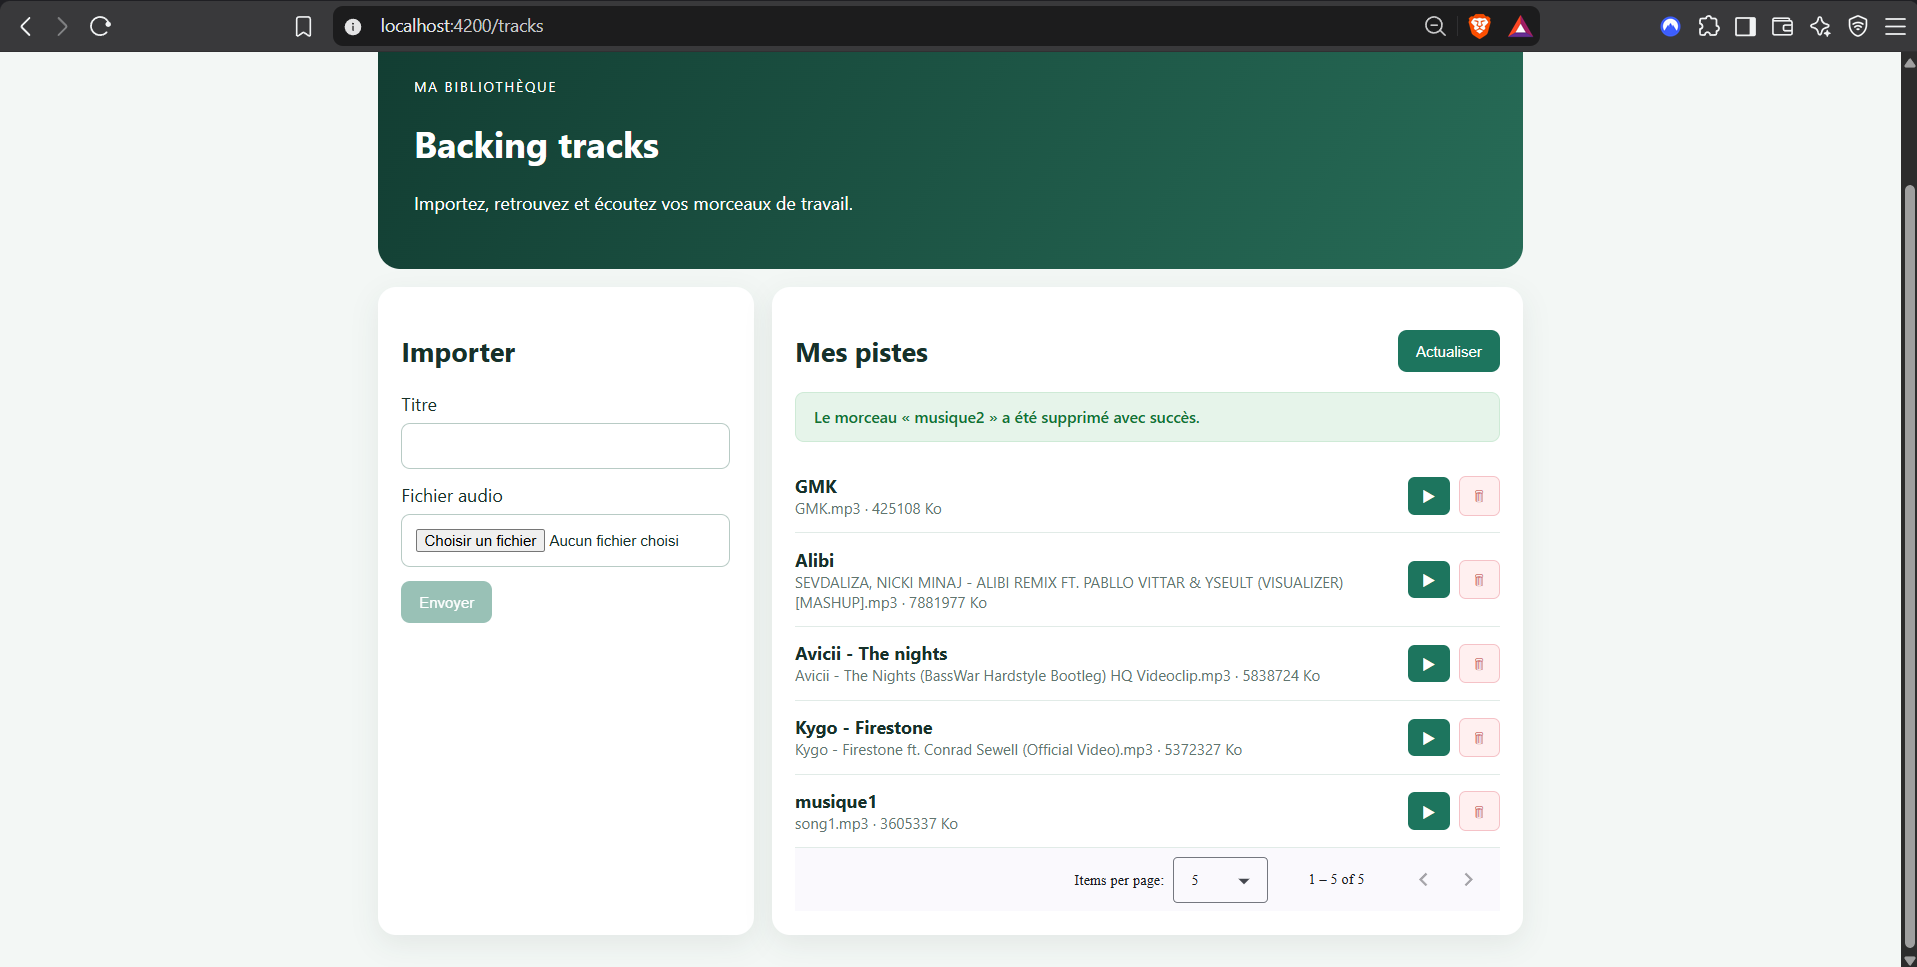 localhost:4200/tracks
MA BIBLIOTHÈQUE
Backing tracks
Importez, retrouvez et écoutez vos morceaux de travail.
Importer
Titre
Fichier audio
Choisir un fichier Aucun fichier choisi
Envoyer
Mes pistes
Actualiser
Le morceau « musique2 » a été supprimé avec succès.
GMK
GMK.mp3 · 425108 Ko
Alibi
SEVDALIZA, NICKI MINAJ - ALIBI REMIX FT. PABLLO VITTAR & YSEULT (VISUALIZER)
[MASHUP].mp3 · 7881977 Ko
Avicii - The nights
Avicii - The Nights (BassWar Hardstyle Bootleg) HQ Videoclip.mp3 · 5838724 Ko
Kygo - Firestone
Kygo - Firestone ft. Conrad Sewell (Official Video).mp3 · 5372327 Ko
musique1
song1.mp3 · 3605337 Ko
Items per page: 5 1 – 5 of 5